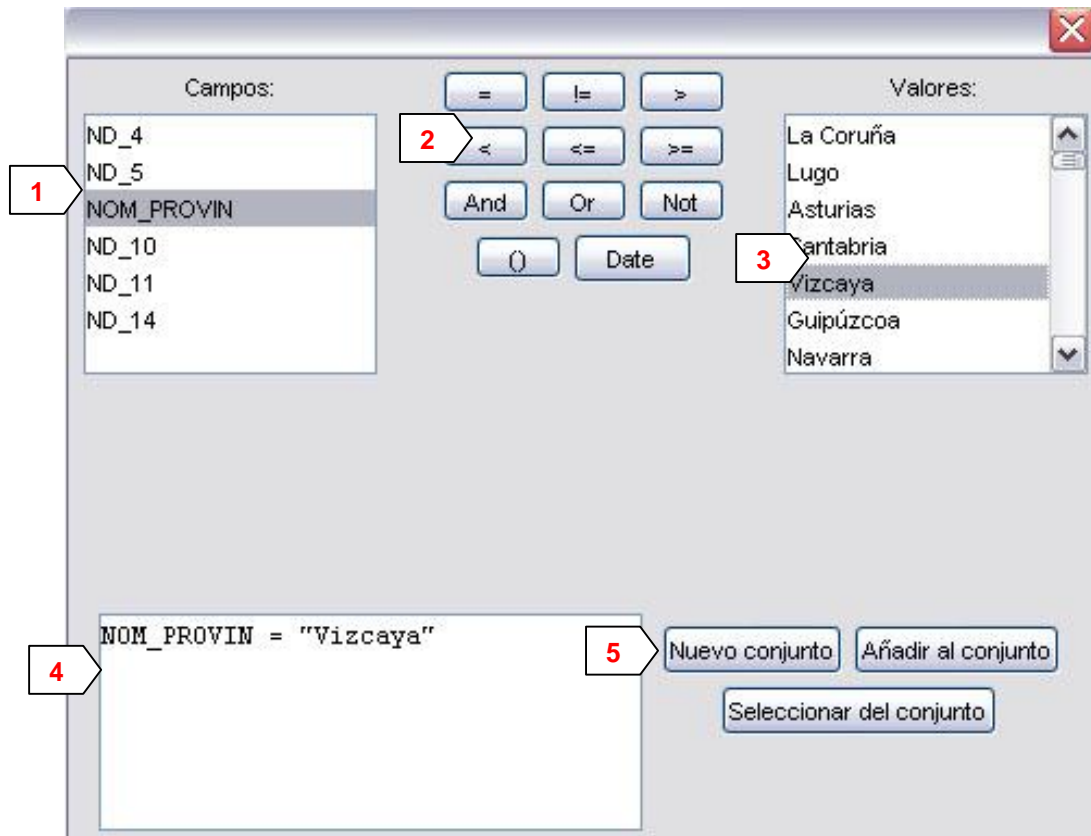 Campos:
ND_4
ND_5
NOM_PROVIN
ND_10
ND_11
ND_14
1
= != >
2
< <= >=
And Or Not
() Date
Valores:
La Coruña
Lugo
Asturias
Cantabria
Vizcaya
Guipúzcoa
Navarra
3
NOM_PROVIN = "Vizcaya"
4
5
Nuevo conjunto Añadir al conjunto
Seleccionar del conjunto